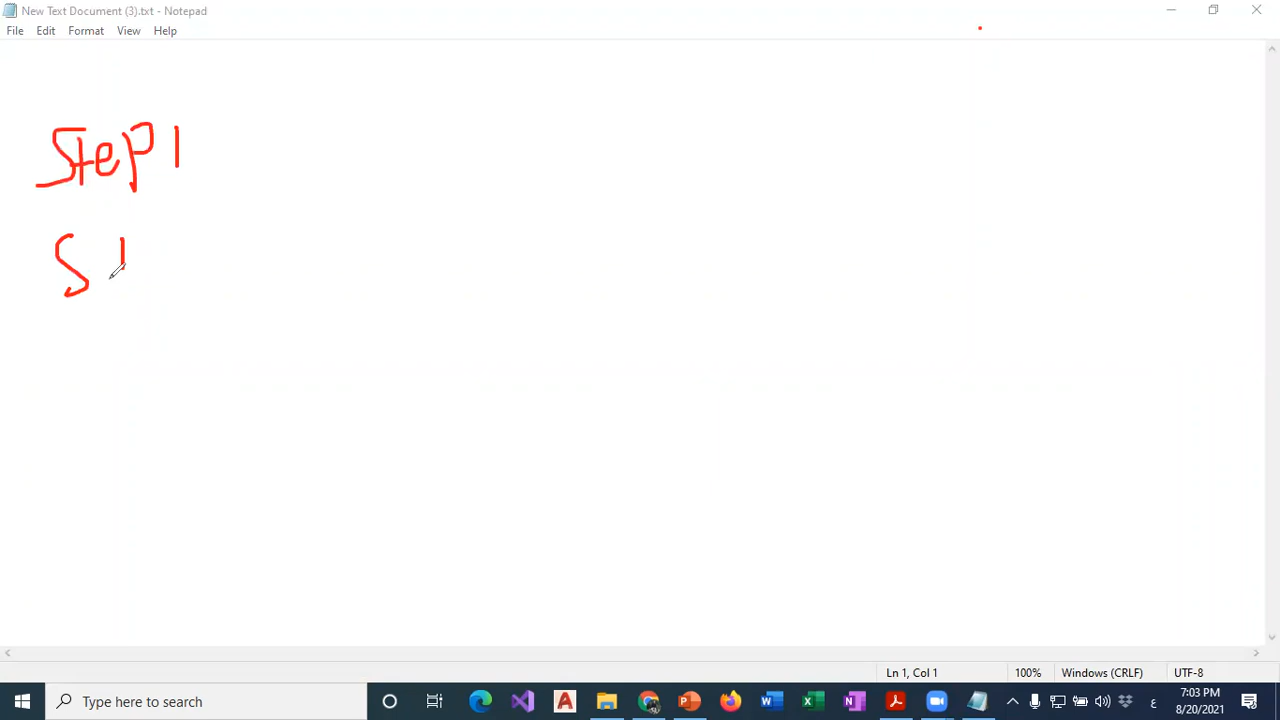 New Text Document (3).txt - Notepad
File Edit Format View Help
Step 1
S
Ln 1, Col 1 100% Windows (CRLF) UTF-8
Type here to search
ع
7:03 PM
8/20/2021